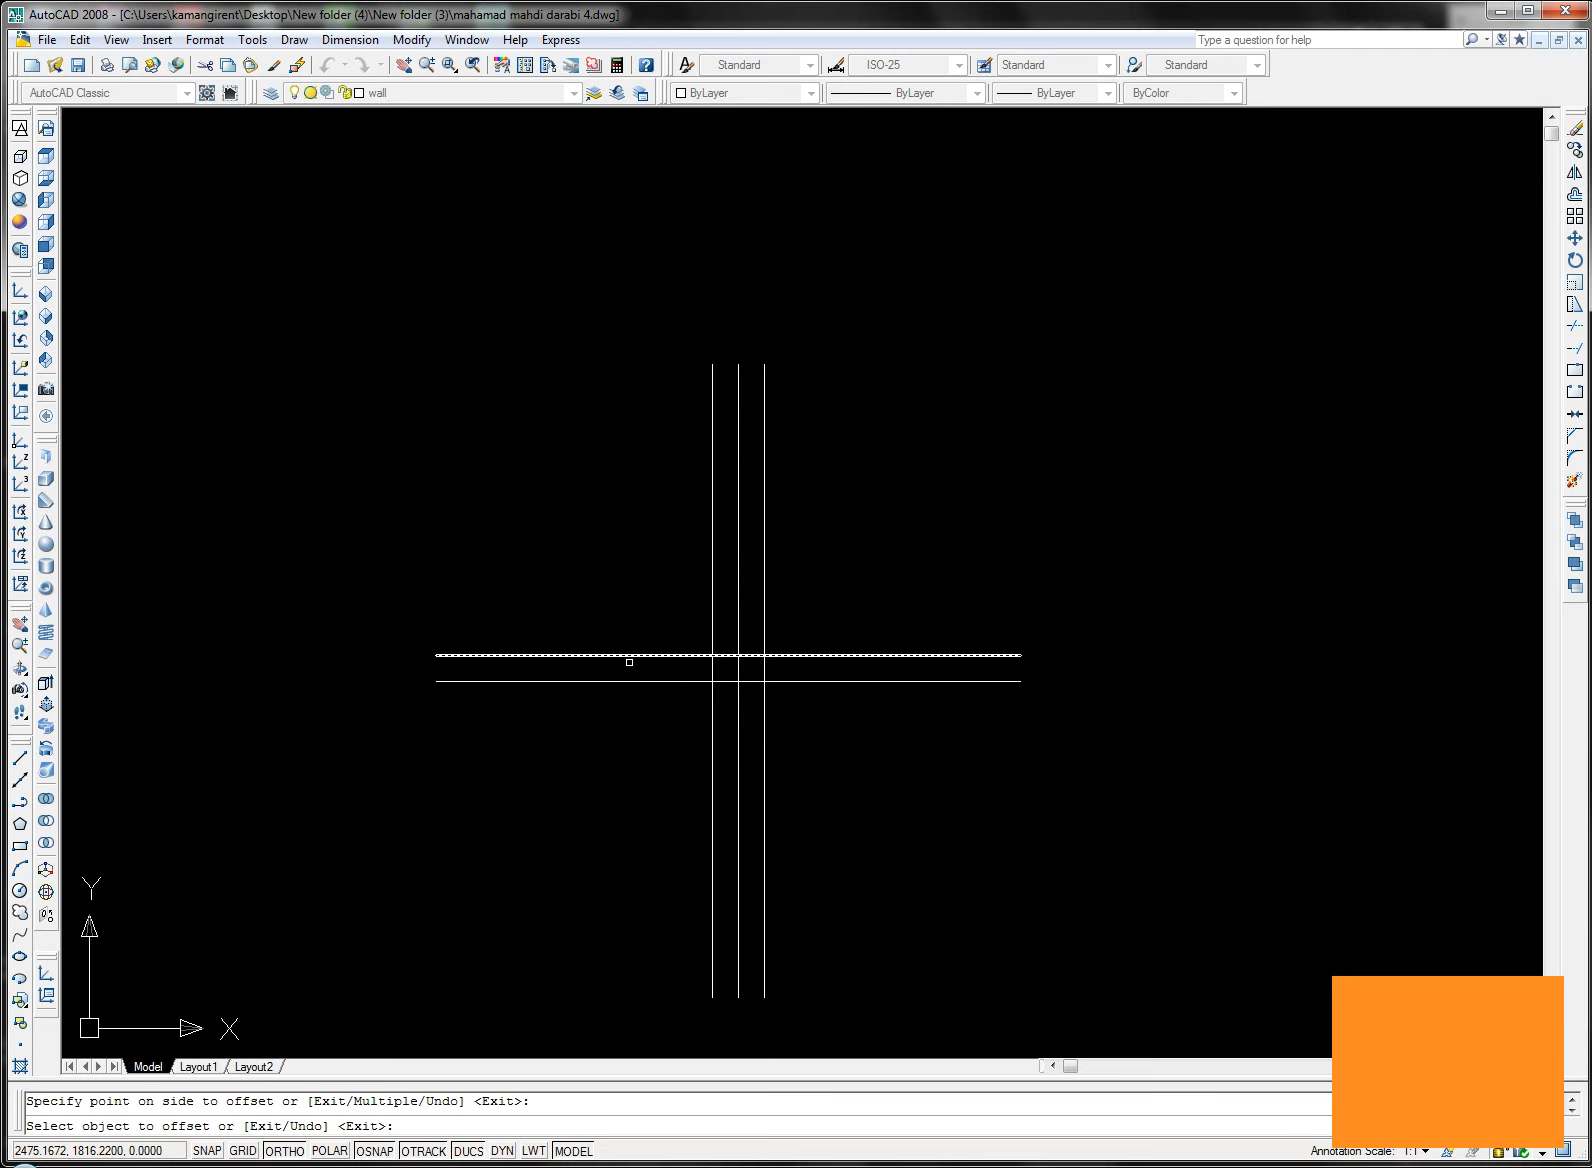 AutoCAD 2008 - [C:\Users\kamangirent\Desktop\New folder (4)\New folder (3)\mahamad mahdi darabi 4.dwg]
File Edit View Insert Format Tools Draw Dimension Modify Window Help Express
Type a question for help
Standard ISO-25 Standard Standard
AutoCAD Classic wall ByLayer ByLayer ByLayer ByColor
Y
X
Model Layout1 Layout2
Specify point on side to offset or [Exit/Multiple/Undo] <Exit>:
Select object to offset or [Exit/Undo] <Exit>:
2475.1672, 1816.2200, 0.0000 SNAP GRID ORTHO POLAR OSNAP OTRACK DUCS DYN LWT MODEL
Annotation Scale: 1:1